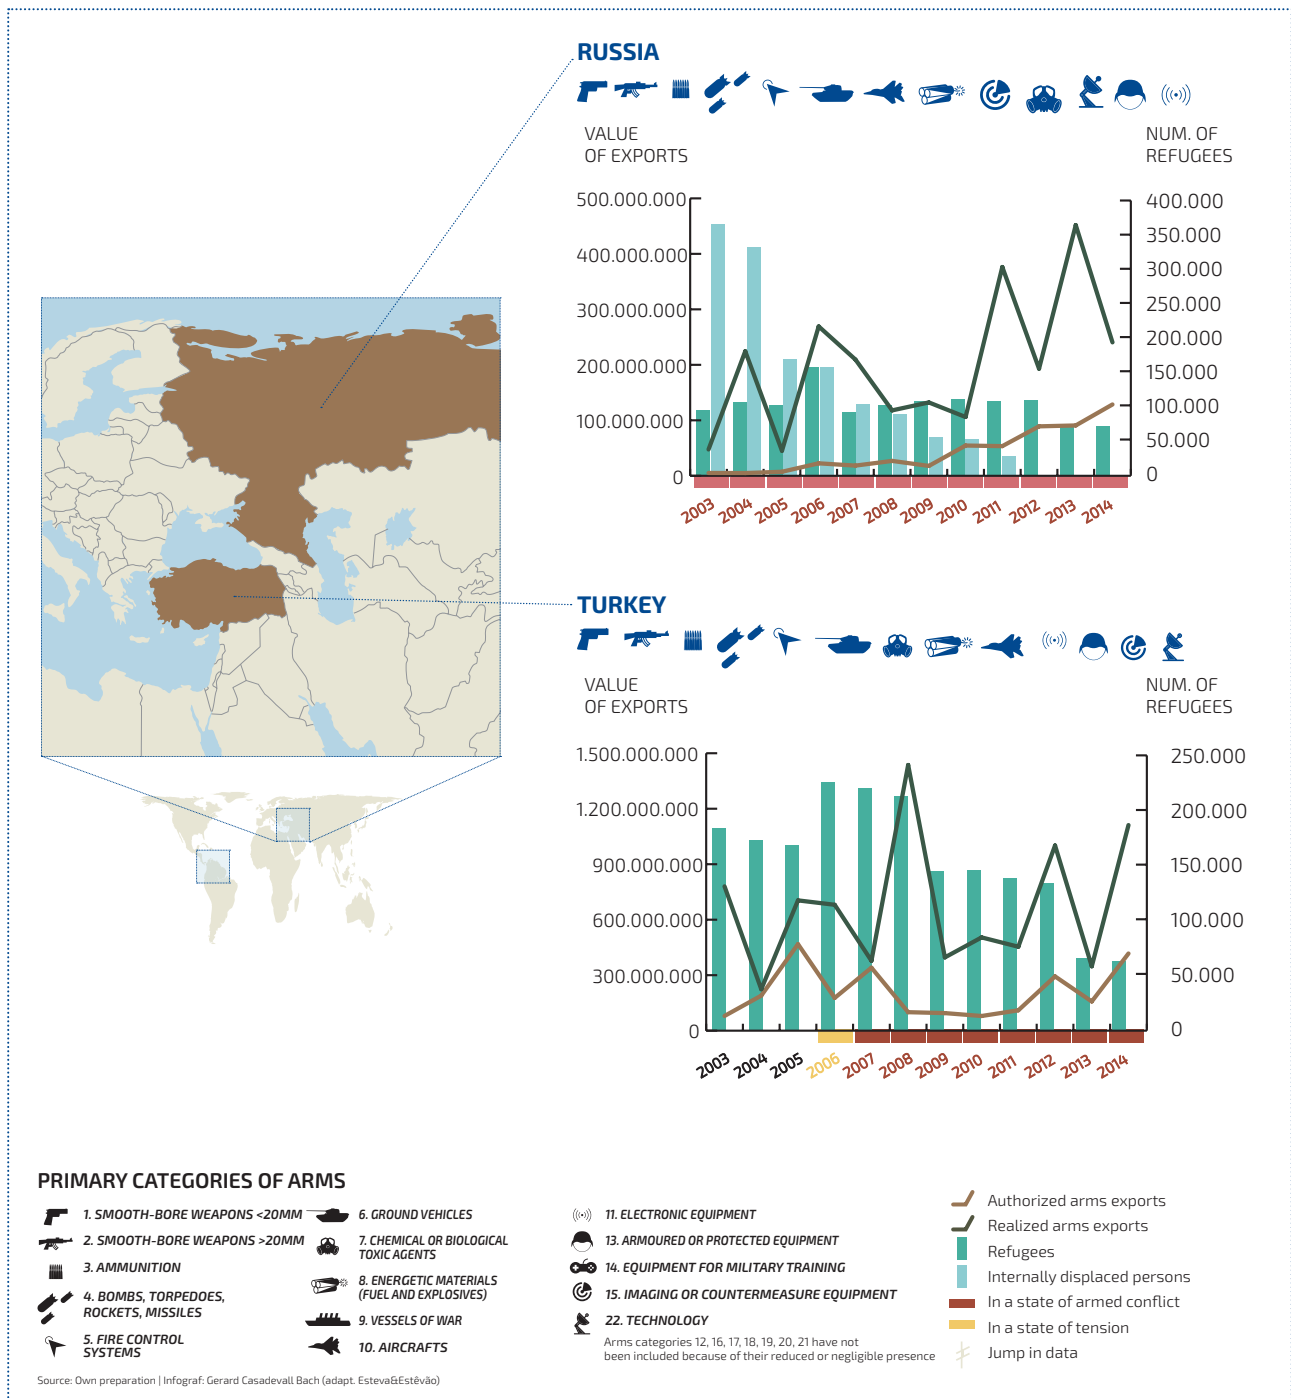 RUSSIA
VALUE
OF EXPORTS
NUM. OF
REFUGEES
500.000.000
400.000.000
300.000.000
200.000.000
100.000.000
0
400.000
350.000
300.000
250.000
200.000
150.000
100.000
50.000
0
2003
2004
2005
2006
2007
2008
2009
2010
2011
2012
2013
2014
TURKEY
VALUE
OF EXPORTS
NUM. OF
REFUGEES
1.500.000.000
1.200.000.000
900.000.000
600.000.000
300.000.000
0
250.000
200.000
150.000
100.000
50.000
0
2003
2004
2005
2006
2007
2008
2009
2010
2011
2012
2013
2014
PRIMARY CATEGORIES OF ARMS
1. SMOOTH-BORE WEAPONS <20MM
2. SMOOTH-BORE WEAPONS >20MM
3. AMMUNITION
4. BOMBS, TORPEDOES,
ROCKETS, MISSILES
5. FIRE CONTROL
SYSTEMS
6. GROUND VEHICLES
7. CHEMICAL OR BIOLOGICAL
TOXIC AGENTS
8. ENERGETIC MATERIALS
(FUEL AND EXPLOSIVES)
9. VESSELS OF WAR
10. AIRCRAFTS
11. ELECTRONIC EQUIPMENT
13. ARMOURED OR PROTECTED EQUIPMENT
14. EQUIPMENT FOR MILITARY TRAINING
15. IMAGING OR COUNTERMEASURE EQUIPMENT
22. TECHNOLOGY
Arms categories 12, 16, 17, 18, 19, 20, 21 have not
been included because of their reduced or negligible presence
Authorized arms exports
Realized arms exports
Refugees
Internally displaced persons
In a state of armed conflict
In a state of tension
Jump in data
Source: Own preparation | Infograf: Gerard Casadevall Bach (adapt. Esteva&Estêvão)